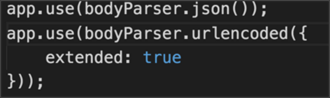 app.use(bodyParser.json());
app.use(bodyParser.urlencoded({
    extended: true
}));